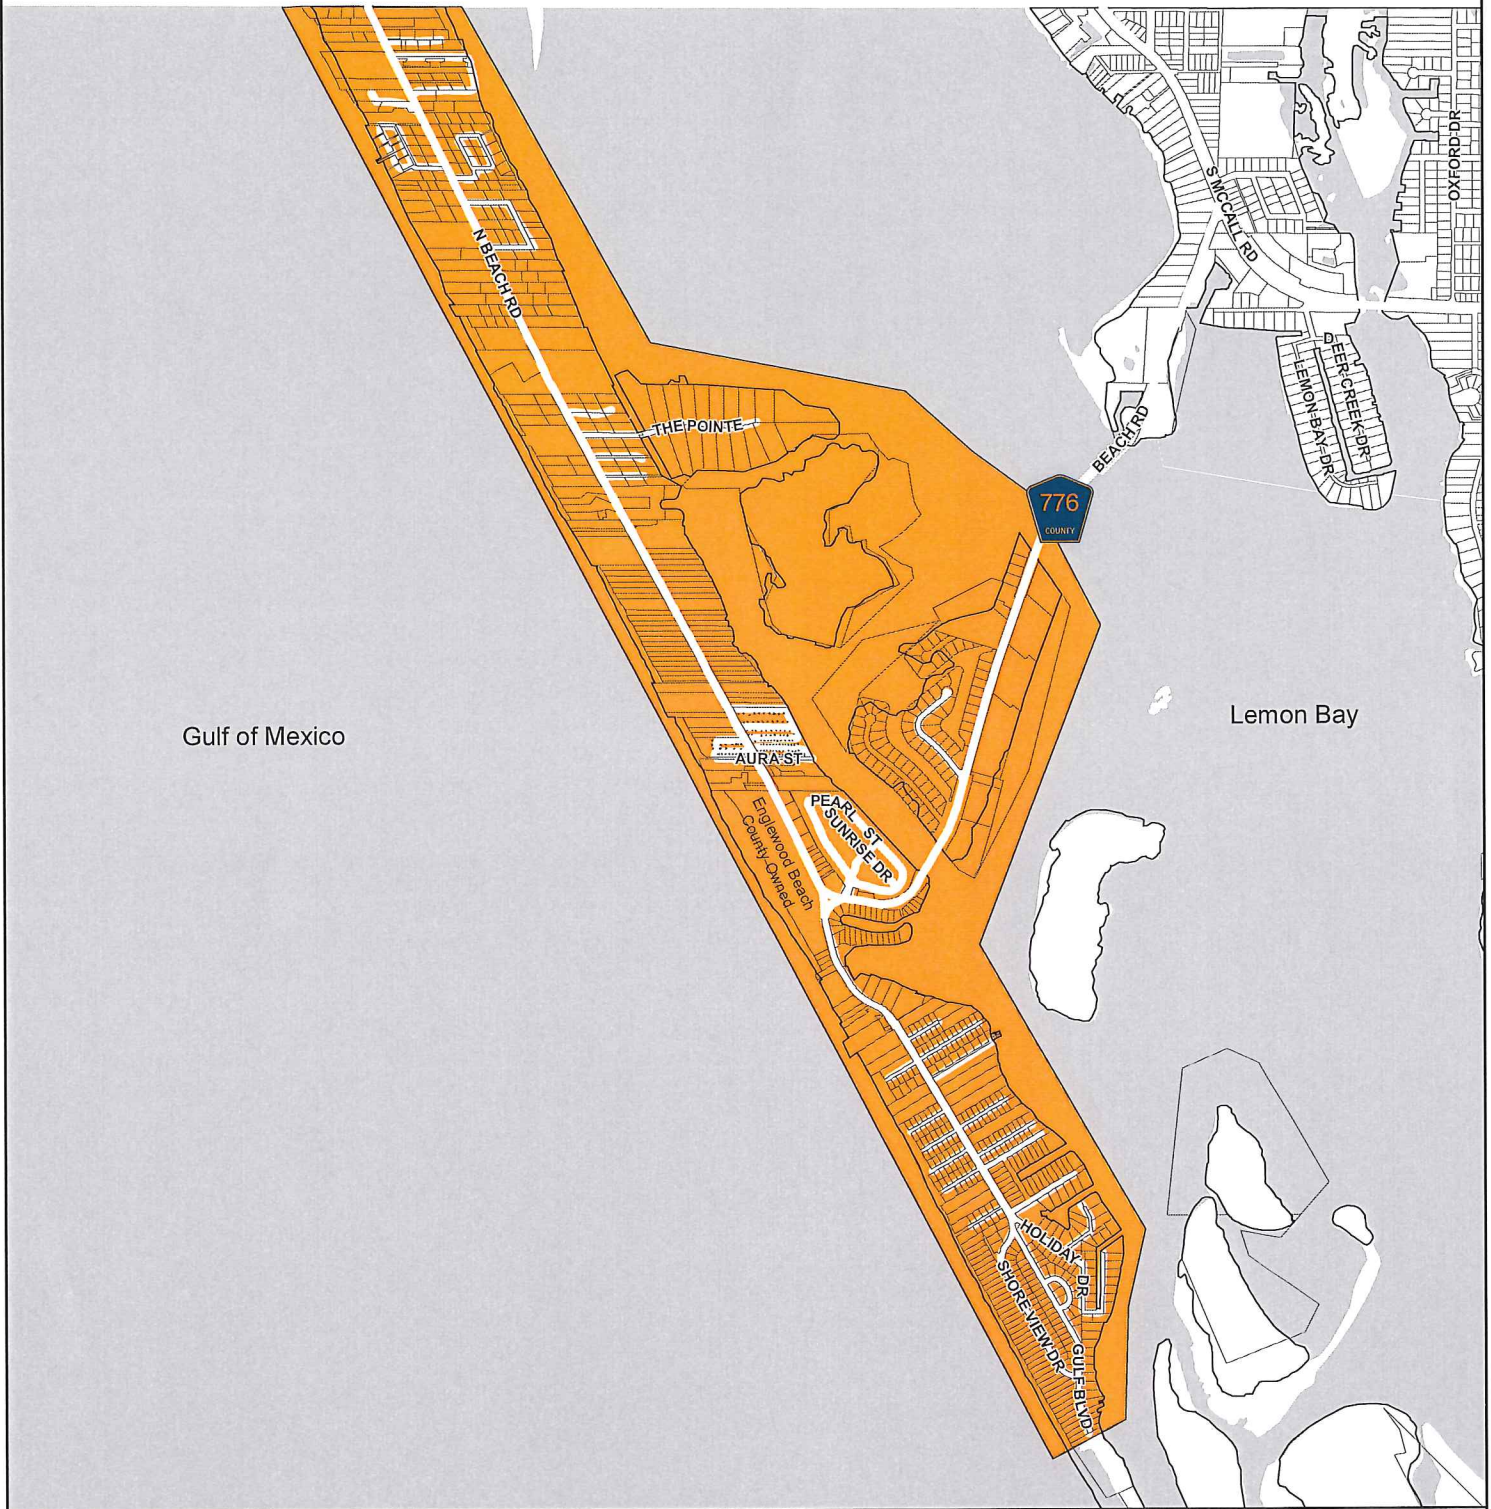 OXFORD DR
S MCCALL RD
N BEACH RD
DEER CREEK DR
LEMON BAY DR
THE POINTE
BEACH RD
776
COUNTY
Lemon Bay
Gulf of Mexico
AURA ST
PEARL ST
SUNRISE DR
Englewood Beach
County Owned
HOLIDAY DR
SHORE VIEW DR
GULF BLVD